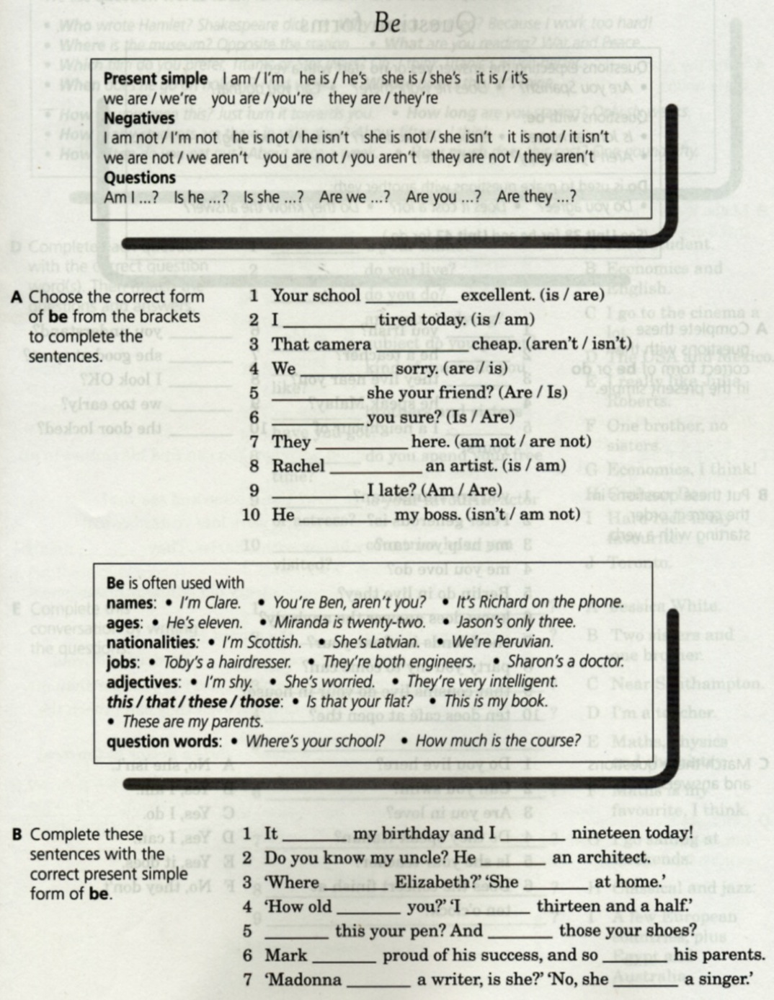 Be
Present simple I am / I'm he is / he's she is / she's it is / it's
we are / we're you are / you're they are / they're
Negatives
I am not / I'm not he is not / he isn't she is not / she isn't it is not / it isn't
we are not / we aren't you are not / you aren't they are not / they aren't
Questions
Am I ...? Is he ...? Is she ...? Are we ...? Are you ...? Are they ...?
A Choose the correct form
of be from the brackets
to complete the
sentences.
1 Your school ____________ excellent. (is / are)
2 I ____________ tired today. (is / am)
3 That camera ____________ cheap. (aren't / isn't)
4 We ____________ sorry. (are / is)
5 ____________ she your friend? (Are / Is)
6 ____________ you sure? (Is / Are)
7 They ____________ here. (am not / are not)
8 Rachel ____________ an artist. (is / am)
9 ____________ I late? (Am / Are)
10 He ____________ my boss. (isn't / am not)
Be is often used with
names: • I'm Clare. • You're Ben, aren't you? • It's Richard on the phone.
ages: • He's eleven. • Miranda is twenty-two. • Jason's only three.
nationalities: • I'm Scottish. • She's Latvian. • We're Peruvian.
jobs: • Toby's a hairdresser. • They're both engineers. • Sharon's a doctor.
adjectives: • I'm shy. • She's worried. • They're very intelligent.
this / that / these / those: • Is that your flat? • This is my book.
• These are my parents.
question words: • Where's your school? • How much is the course?
B Complete these
sentences with the
correct present simple
form of be.
1 It ________ my birthday and I ________ nineteen today!
2 Do you know my uncle? He ________ an architect.
3 'Where ________ Elizabeth?' 'She ________ at home.'
4 'How old ________ you?' 'I ________ thirteen and a half.'
5 ________ this your pen? And ________ those your shoes?
6 Mark ________ proud of his success, and so ________ his parents.
7 'Madonna ________ a writer, is she?' 'No, she ________ a singer.'